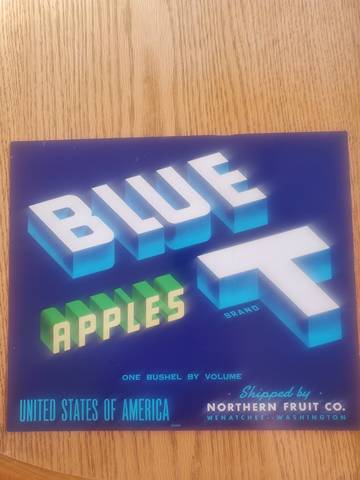 BLUE
T
BRAND
APPLES
ONE BUSHEL BY VOLUME
UNITED STATES OF AMERICA
Shipped by
NORTHERN FRUIT CO.
WENATCHEE--WASHINGTON